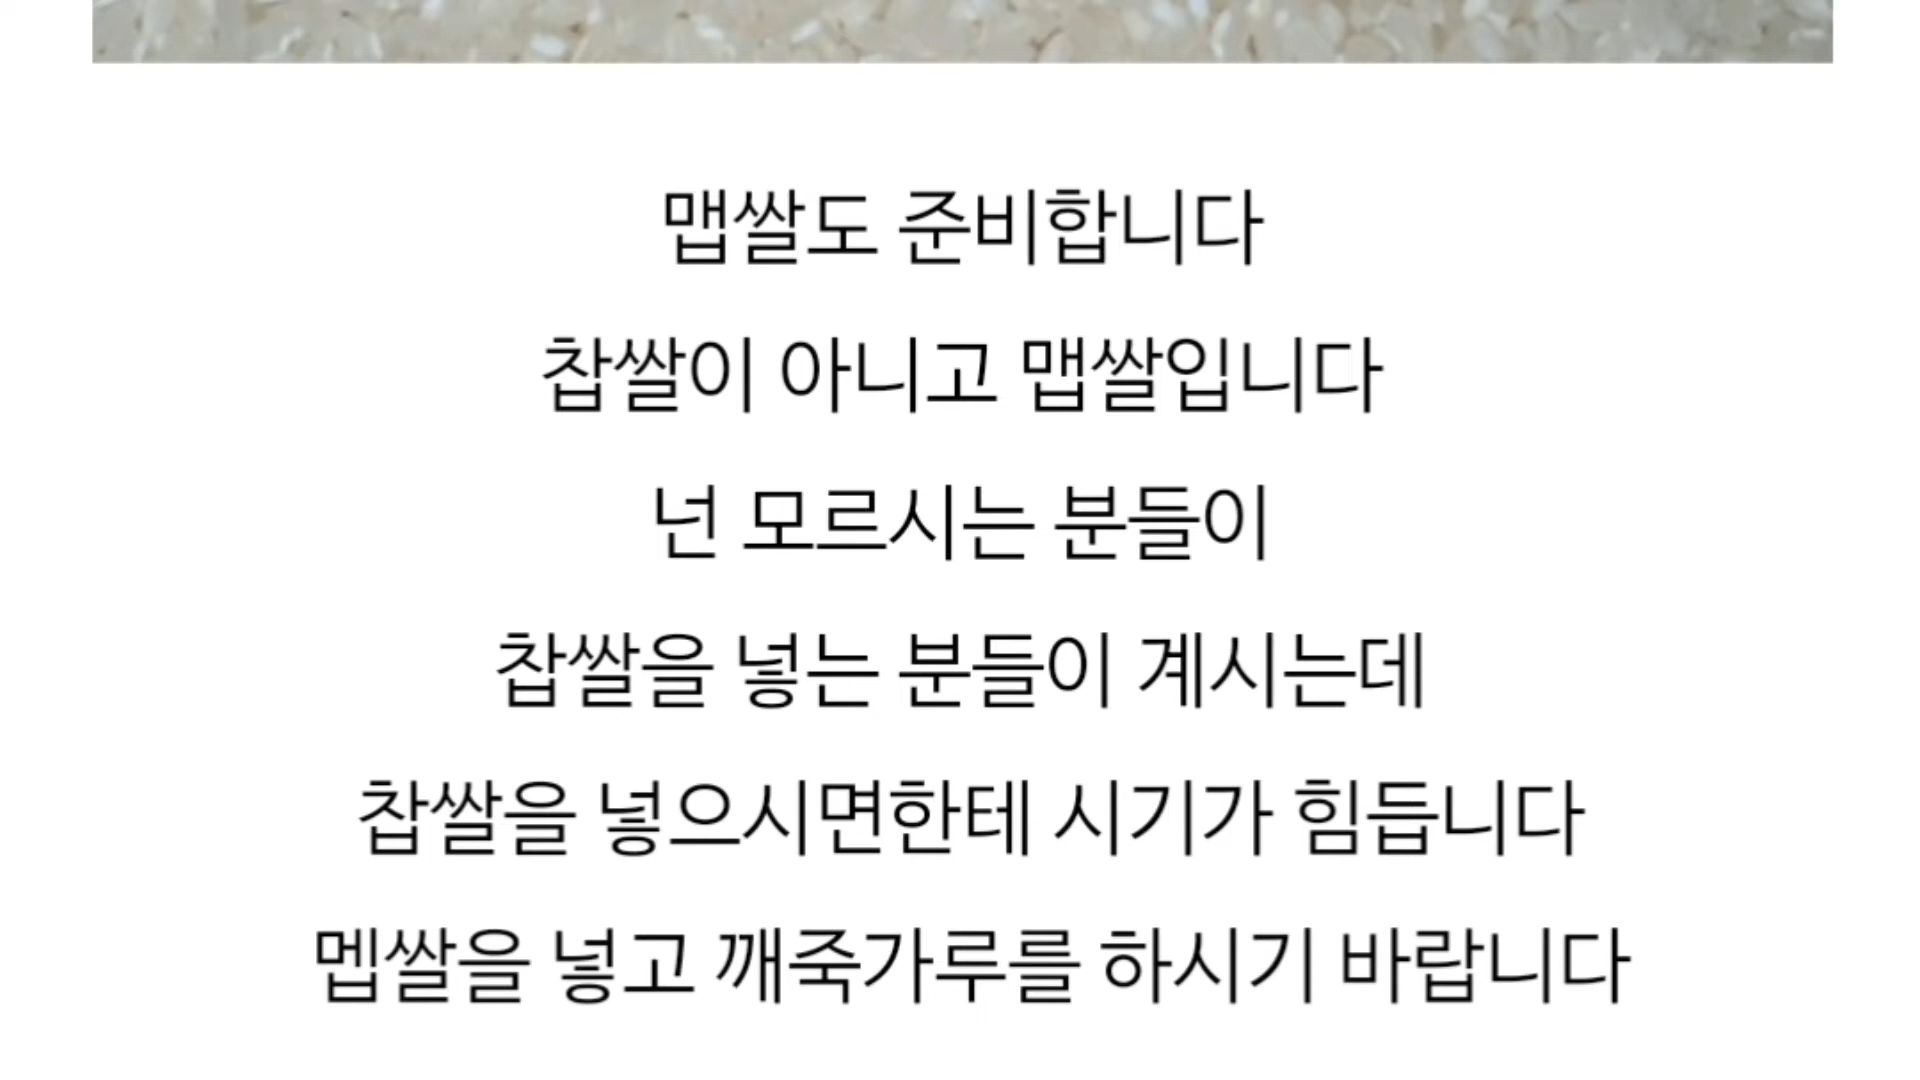 맵쌀도 준비합니다
찹쌀이 아니고 맵쌀입니다
넌 모르시는 분들이
찹쌀을 넣는 분들이 계시는데
찹쌀을 넣으시면한테 시기가 힘듭니다
멥쌀을 넣고 깨죽가루를 하시기 바랍니다